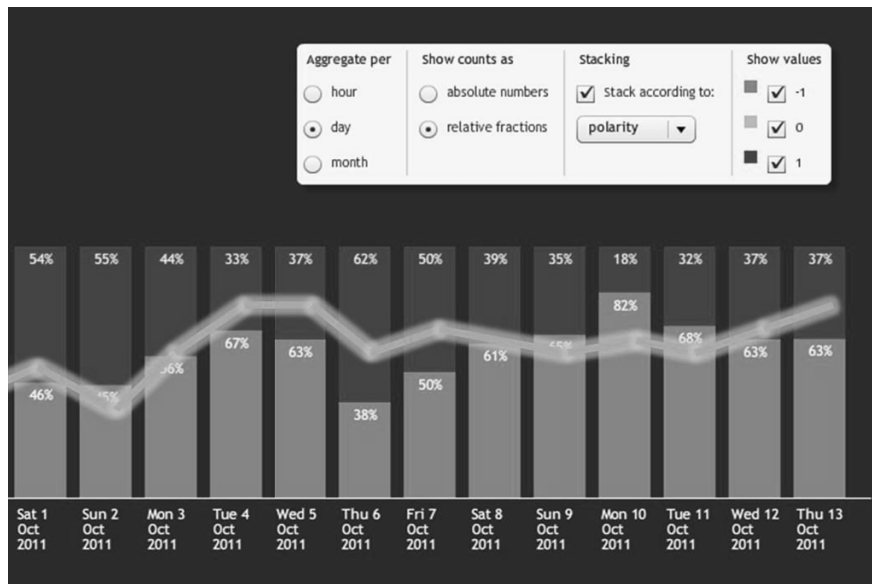 Aggregate per
Show counts as
Stacking
Show values
hour
absolute numbers
Stack according to:
-1
day
relative fractions
polarity
0
month
1
54% 55% 44% 33% 37% 62% 50% 39% 35% 18% 32% 37% 37%
82%
67% 68%
63% 61% 65% 63% 63%
56%
46% 45% 38% 50%
Sat 1 Sun 2 Mon 3 Tue 4 Wed 5 Thu 6 Fri 7 Sat 8 Sun 9 Mon 10 Tue 11 Wed 12 Thu 13
Oct Oct Oct Oct Oct Oct Oct Oct Oct Oct Oct Oct Oct
2011 2011 2011 2011 2011 2011 2011 2011 2011 2011 2011 2011 2011